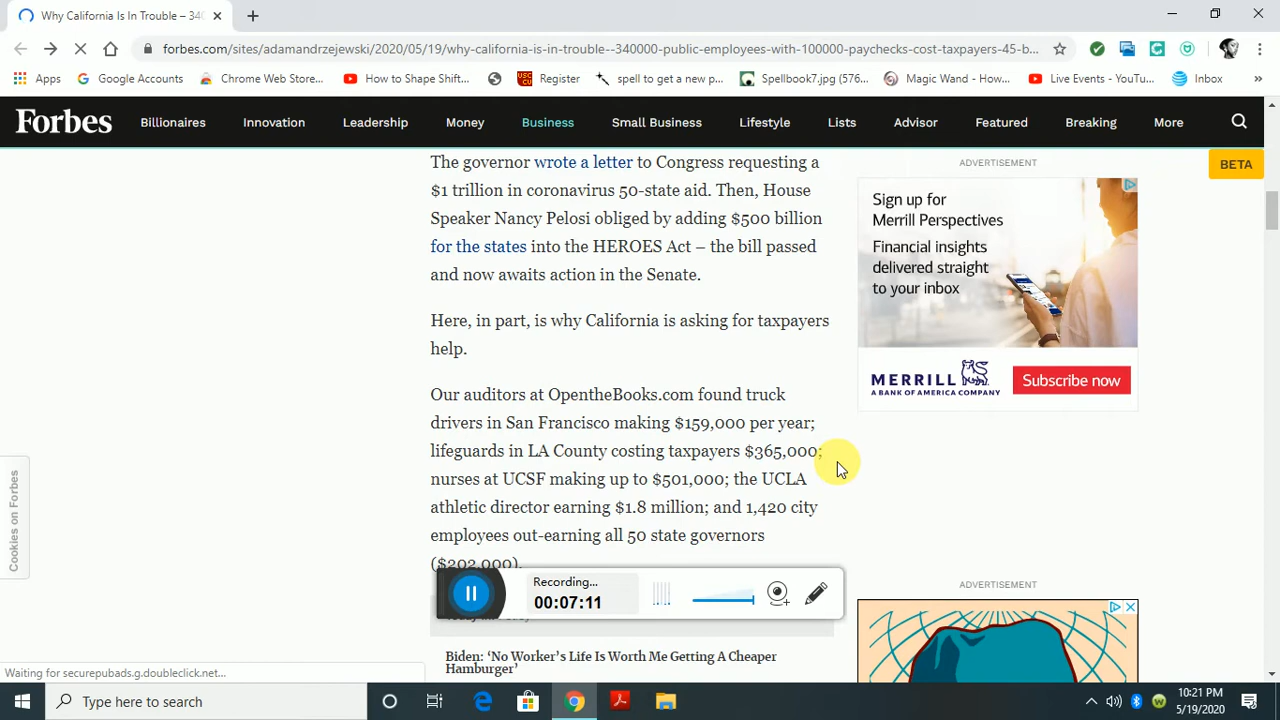 Why California Is In Trouble – 340
forbes.com/sites/adamandrzejewski/2020/05/19/why-california-is-in-trouble--340000-public-employees-with-100000-paychecks-cost-taxpayers-45-b...
Apps Google Accounts Chrome Web Store... How to Shape Shift... Register spell to get a new p... Spellbook7.jpg (576... Magic Wand - How... Live Events - YouTu... Inbox »
Forbes Billionaires Innovation Leadership Money Business Small Business Lifestyle Lists Advisor Featured Breaking More
BETA
The governor wrote a letter to Congress requesting a
$1 trillion in coronavirus 50-state aid. Then, House
Speaker Nancy Pelosi obliged by adding $500 billion
for the states into the HEROES Act – the bill passed
and now awaits action in the Senate.
Here, in part, is why California is asking for taxpayers
help.
Our auditors at OpentheBooks.com found truck
drivers in San Francisco making $159,000 per year;
lifeguards in LA County costing taxpayers $365,000;
nurses at UCSF making up to $501,000; the UCLA
athletic director earning $1.8 million; and 1,420 city
employees out-earning all 50 state governors
($202,000).
Biden: ‘No Worker’s Life Is Worth Me Getting A Cheaper
Hamburger’
ADVERTISEMENT
Sign up for
Merrill Perspectives
Financial insights
delivered straight
to your inbox
MERRILL
A BANK OF AMERICA COMPANY
Subscribe now
ADVERTISEMENT
Cookies on Forbes
Recording...
00:07:11
Waiting for securepubads.g.doubleclick.net...
Type here to search
10:21 PM
5/19/2020